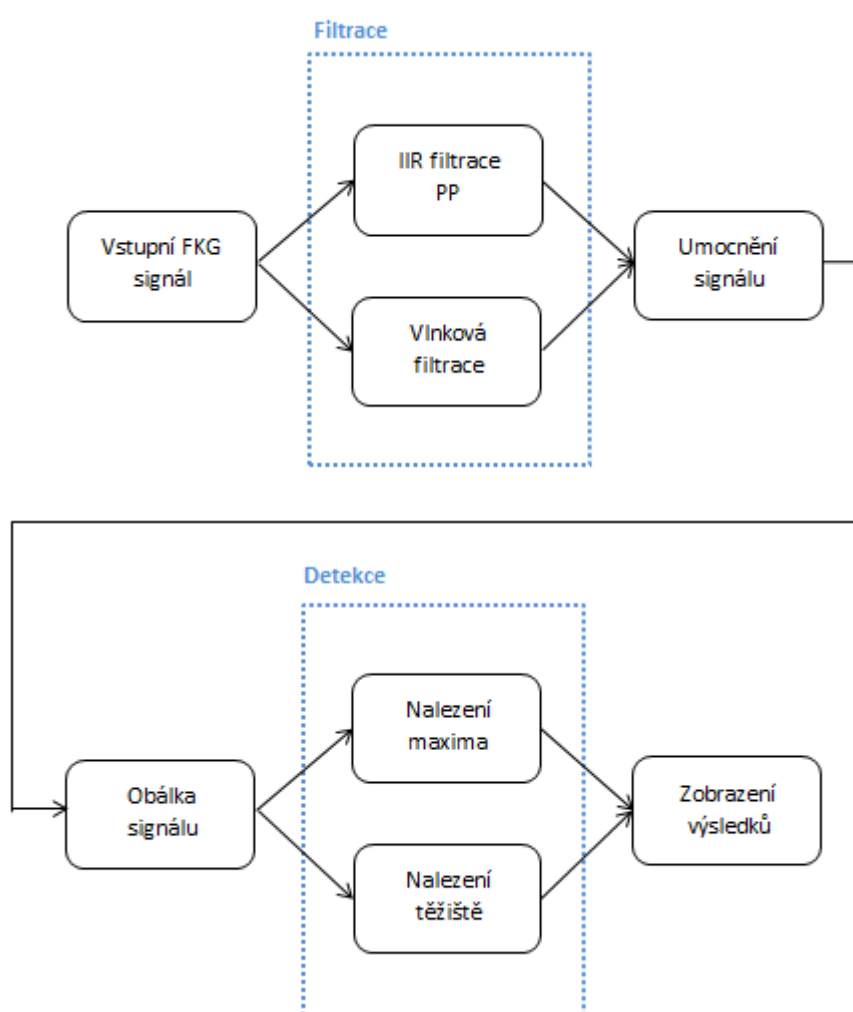 Filtrace
IIR filtrace
PP
Vstupní FKG
signál
Umocnění
signálu
Vlnková
filtrace
Detekce
Nalezení
maxima
Obálka
signálu
Zobrazení
výsledků
Nalezení
těžiště